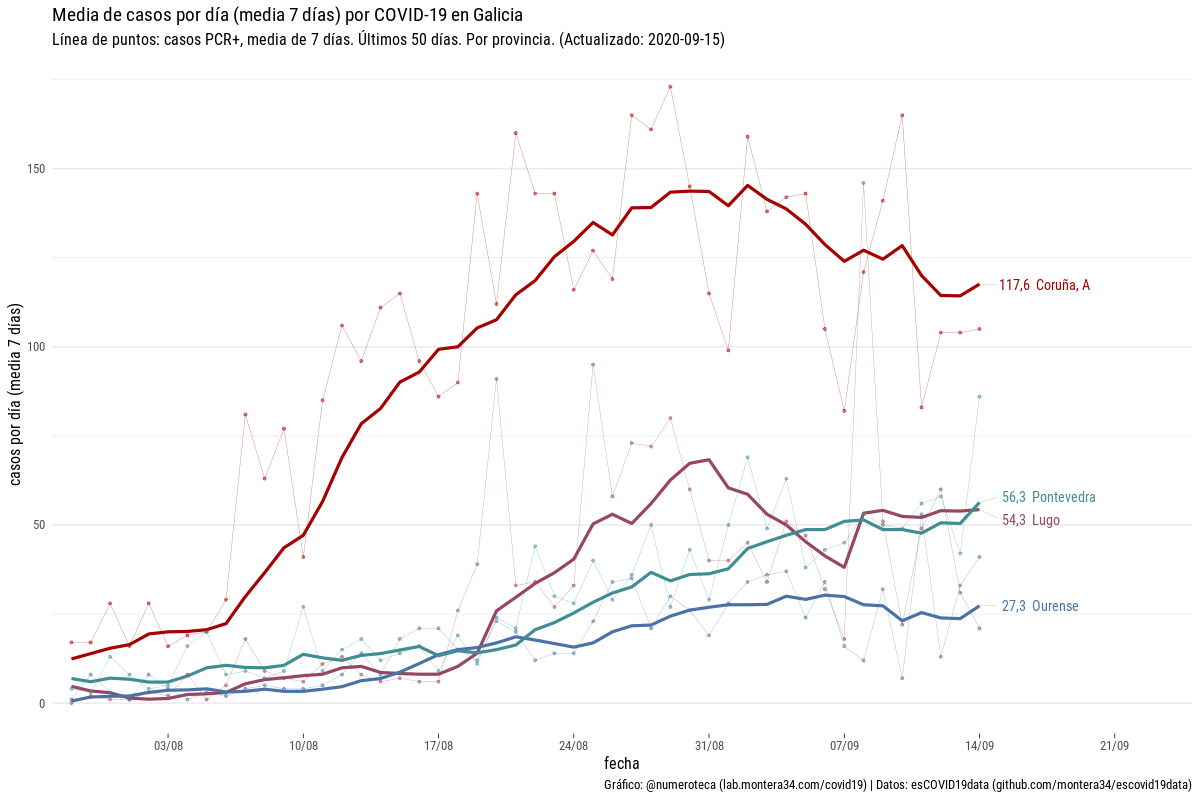 Media de casos por día (media 7 días) por COVID-19 en Galicia
Línea de puntos: casos PCR+, media de 7 días. Últimos 50 días. Por provincia. (Actualizado: 2020-09-15)
casos por día (media 7 días)
150
100
50
0
117,6 Coruña, A
56,3 Pontevedra
54,3 Lugo
27,3 Ourense
03/08
10/08
17/08
24/08
31/08
07/09
14/09
21/09
fecha
Gráfico: @numeroteca (lab.montera34.com/covid19) | Datos: esCOVID19data (github.com/montera34/escovid19data)